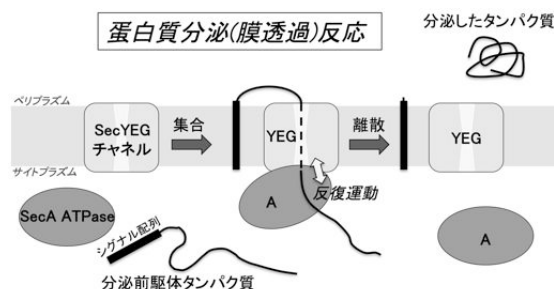 蛋白質分泌(膜透過)反応
分泌したタンパク質
ペリプラズム
SecYEG
チャネル
集合
YEG
離散
YEG
サイトプラズム
反復運動
SecA ATPase
A
A
シグナル配列
分泌前駆体タンパク質